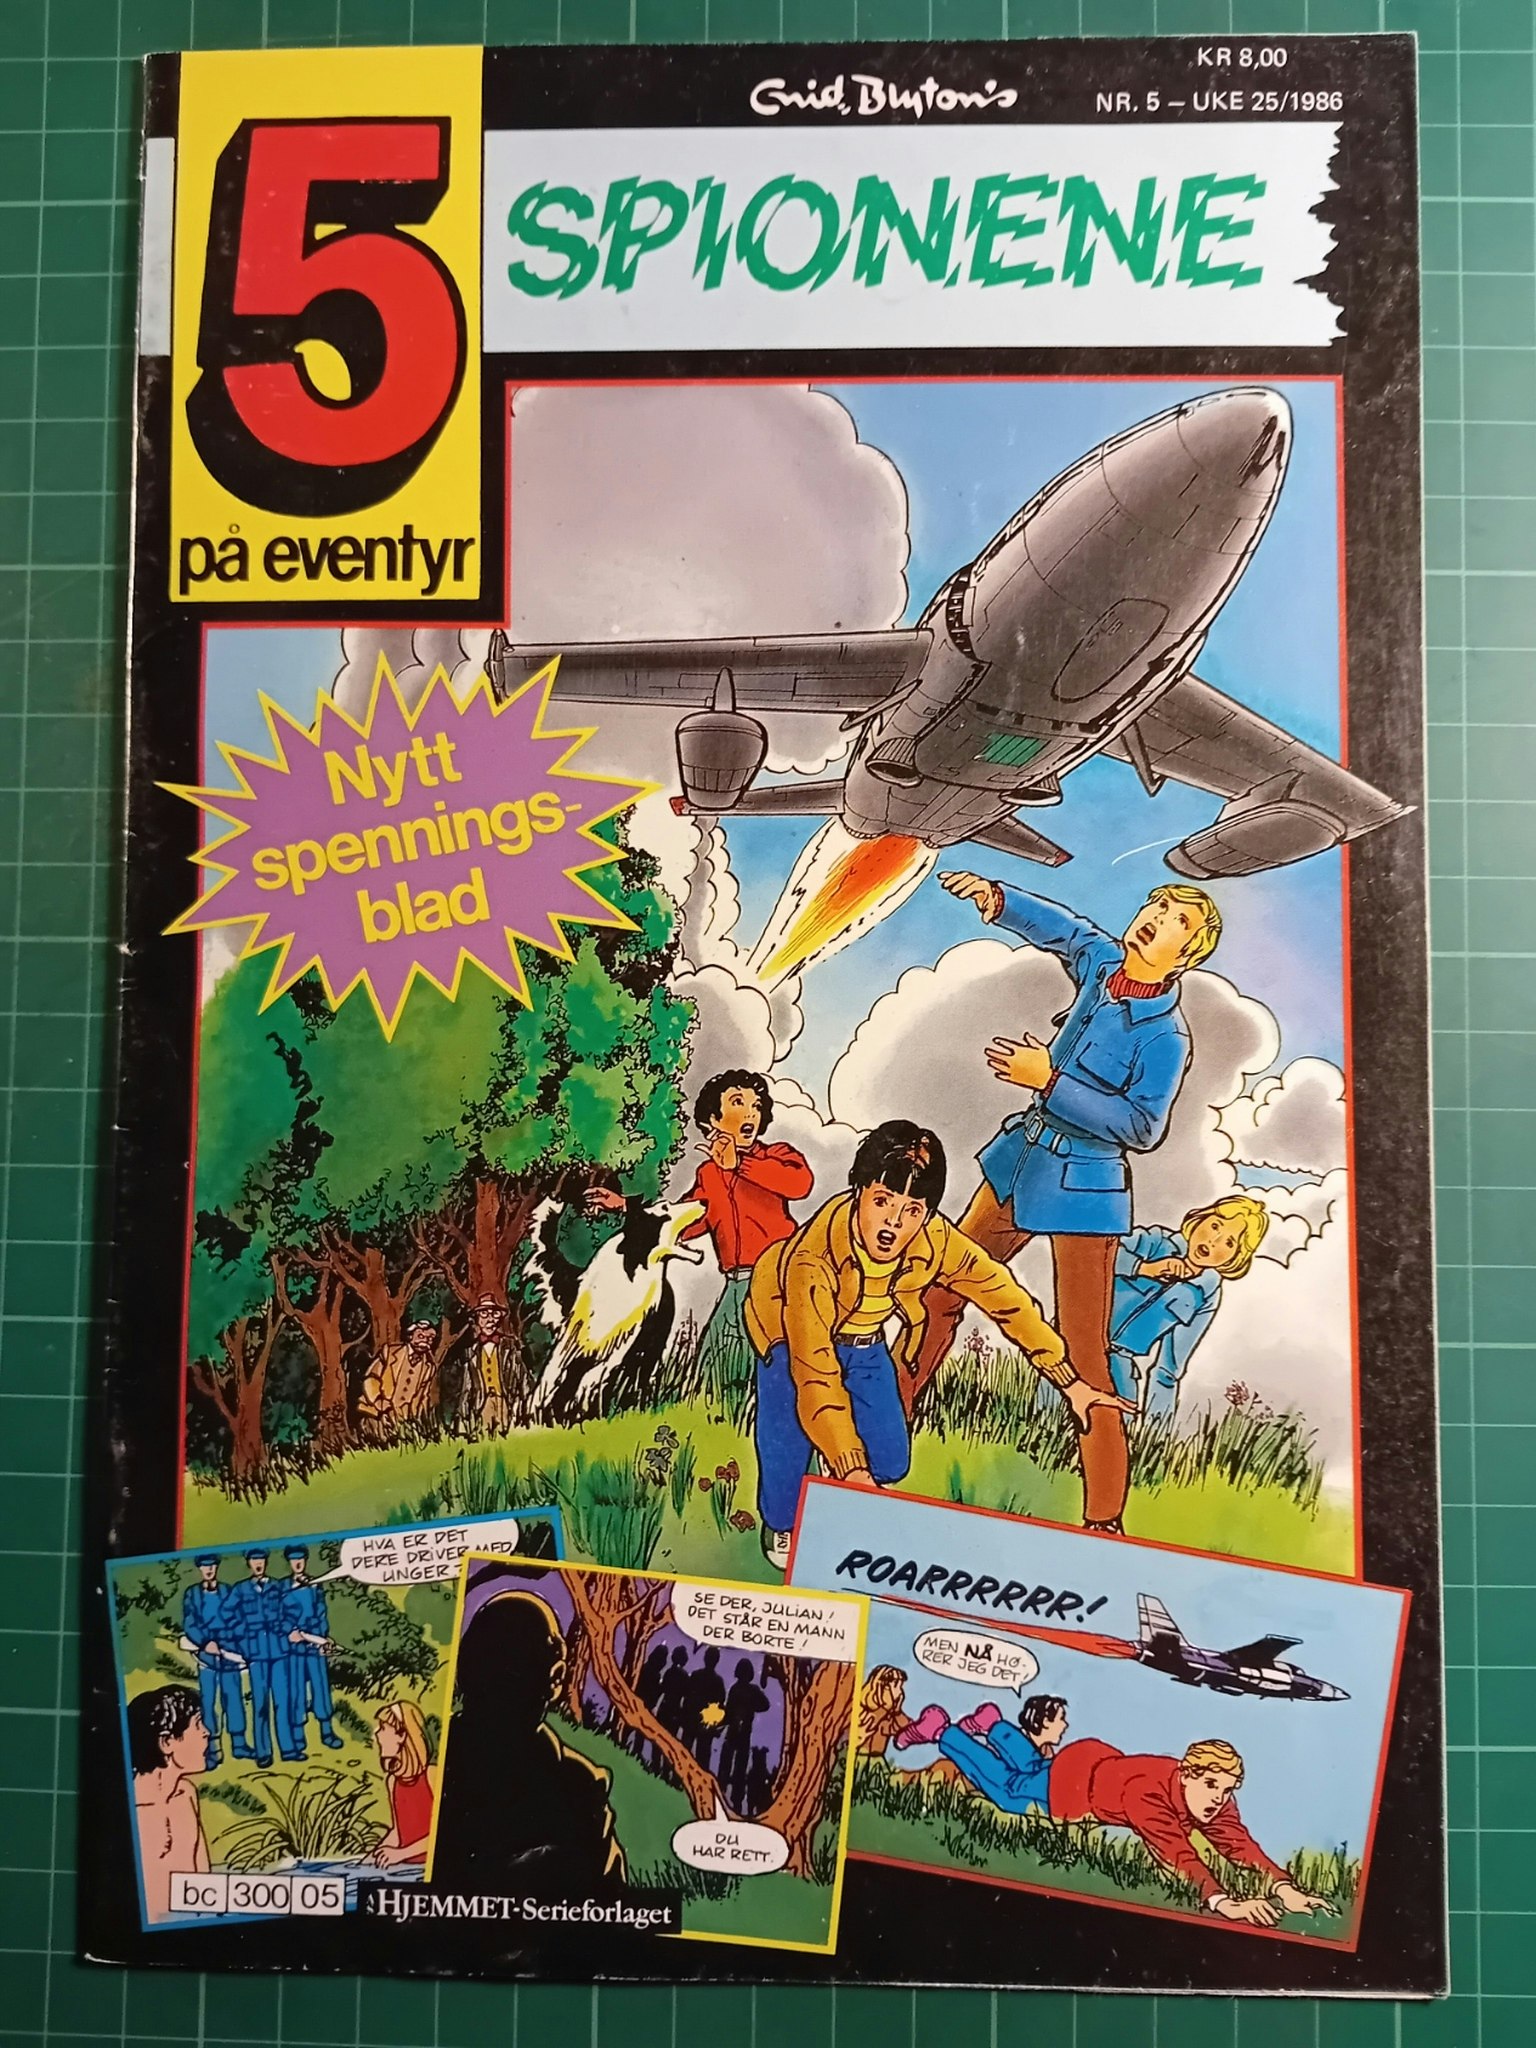 KR 8,00
Enid Blyton's
NR. 5 – UKE 25/1986
5
på eventyr
SPIONENE
Nytt
spennings-
blad
HVA ER DET
DERE DRIVER MED
UNGER -
SE DER, JULIAN!
DET STÅR EN MANN
DER BORTE!
DU
HAR RETT.
ROARRRRRRR!
MEN NÅ HØ-
RER JEG DET!
bc 300 05
HJEMMET-Serieforlaget